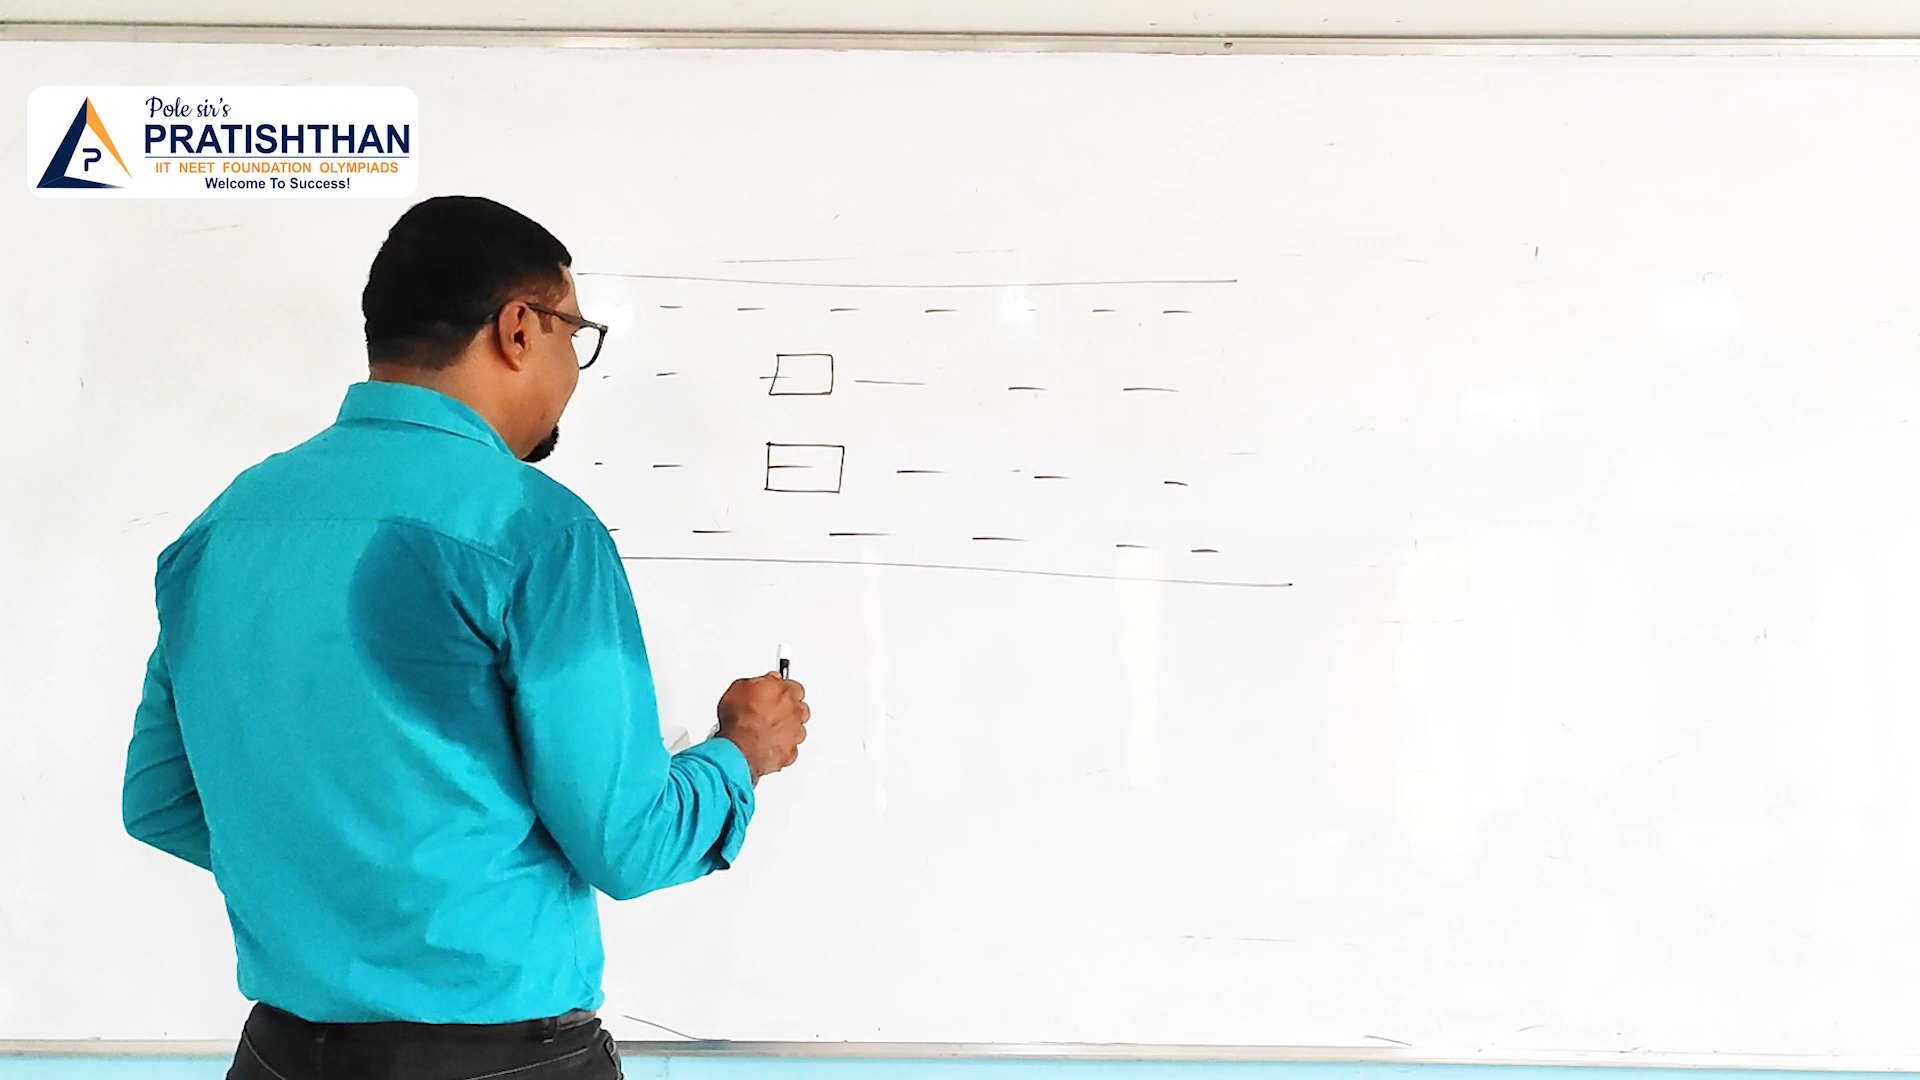 Pole sir's
PRATISHTHAN
IIT NEET FOUNDATION OLYMPIADS
Welcome To Success!
P